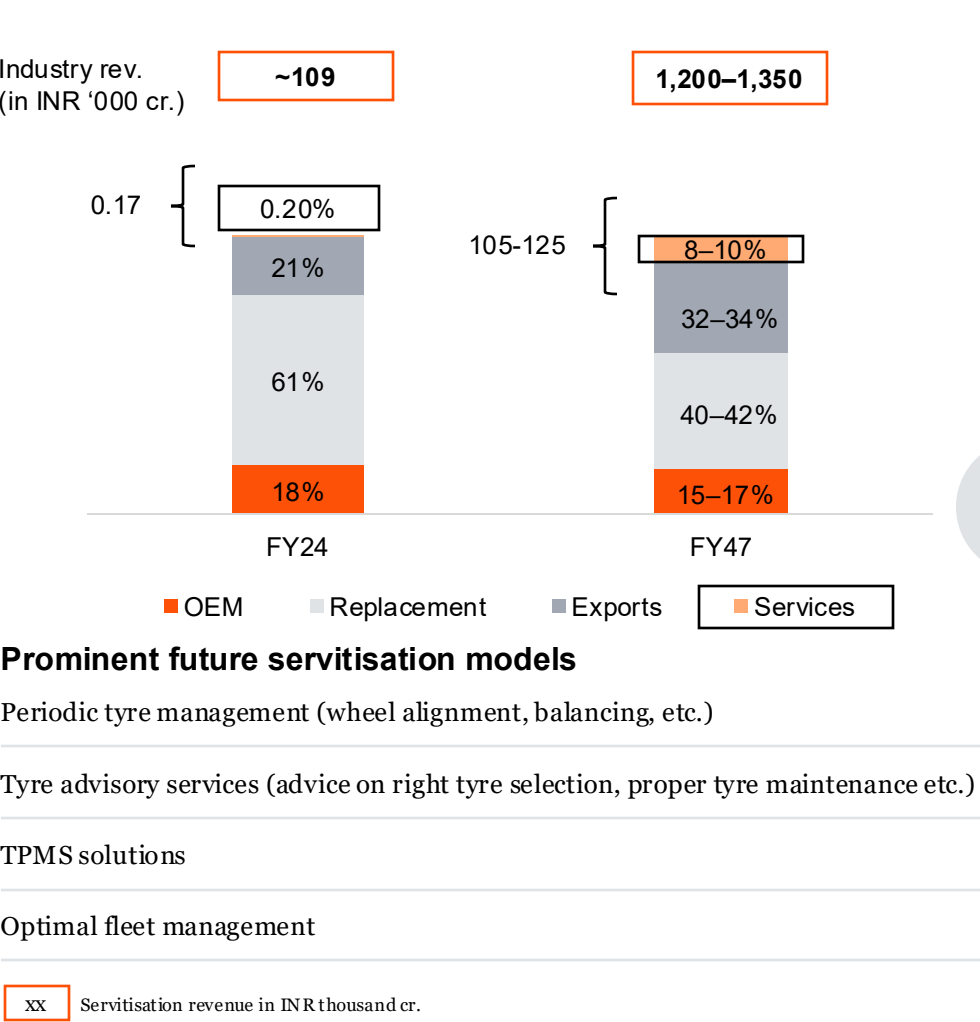 Industry rev.
(in INR ‘000 cr.)
~109
1,200–1,350
0.17
0.20%
105-125
8–10%
21%
32–34%
61%
40–42%
18%
15–17%
FY24
FY47
OEM
Replacement
Exports
Services
Prominent future servitisation models
Periodic tyre management (wheel alignment, balancing, etc.)
Tyre advisory services (advice on right tyre selection, proper tyre maintenance etc.)
TPMS solutions
Optimal fleet management
xx
Servitisation revenue in INR thousand cr.